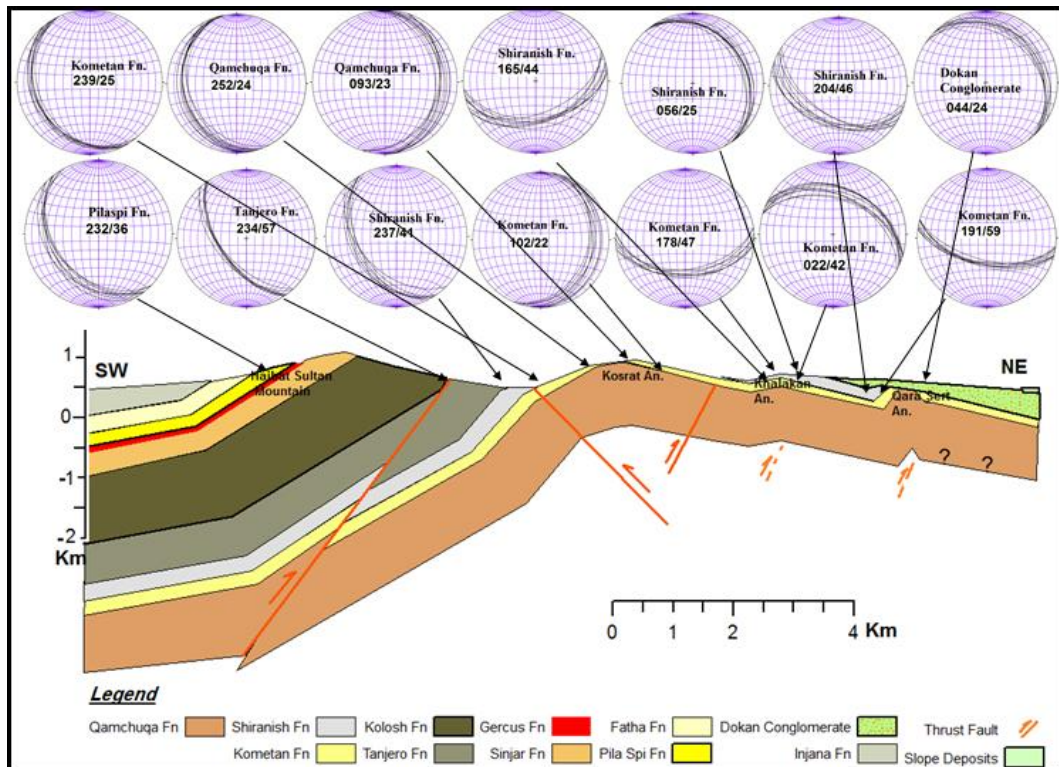 Kometan Fn.
239/25
Qamchuqa Fn.
252/24
Qamchuqa Fn.
093/23
Shiranish Fn.
165/44
Shiranish Fn.
056/25
Shiranish Fn.
204/46
Dokan
Conglomerate
044/24
Pilaspi Fn.
232/36
Tanjero Fn.
234/57
Shiranish Fn.
237/41
Kometan Fn.
102/22
Kometan Fn.
178/47
Kometan Fn.
022/42
Kometan Fn.
191/59
SW
NE
1
0
-1
-2
Km
Haibat Sultan
Mountain
Kosrat An.
Khalakan
An.
Qara Sert
An.
? ?
0 1 2 4 Km
Legend
Qamchuqa Fn Shiranish Fn Kolosh Fn Gercus Fn Fatha Fn Dokan Conglomerate Thrust Fault
Kometan Fn Tanjero Fn Sinjar Fn Pila Spi Fn Injana Fn Slope Deposits